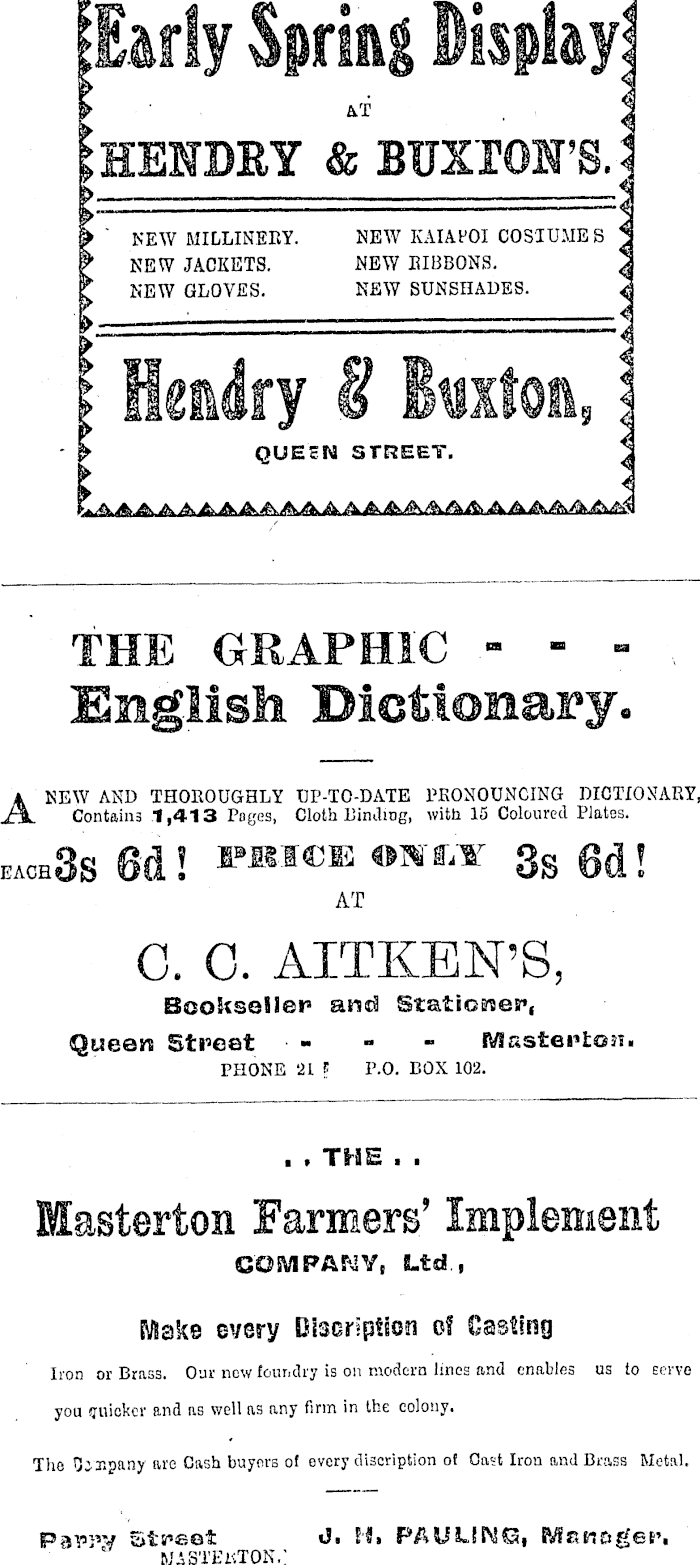 Early Spring Display
AT
HENDRY & BUXTON'S.
NEW MILLINERY. NEW KAIAPOI COSTUMES
NEW JACKETS. NEW RIBBONS.
NEW GLOVES. NEW SUNSHADES.
Hendry & Buxton,
QUEEN STREET.
THE GRAPHIC - - -
English Dictionary.
A NEW AND THOROUGHLY UP-TO-DATE PRONOUNCING DICTIONARY,
Contains 1,413 Pages, Cloth Binding, with 15 Coloured Plates.
EACH 3s 6d! PRICE ONLY 3s 6d!
AT
C. C. AITKEN'S,
Bookseller and Stationer,
Queen Street - - - Masterton.
PHONE P.O. BOX 102.
. . THE . .
Masterton Farmers' Implement
COMPANY, Ltd.,
Make every Discription of Casting
Iron or Brass. Our new foundry is on modern lines and enables us to serve
you quicker and as well as any firm in the colony.
The Company are Cash buyers of every discription of Cast Iron and Brass Metal.
Parry Street J. H. PAULING, Manager.
MASTERTON.